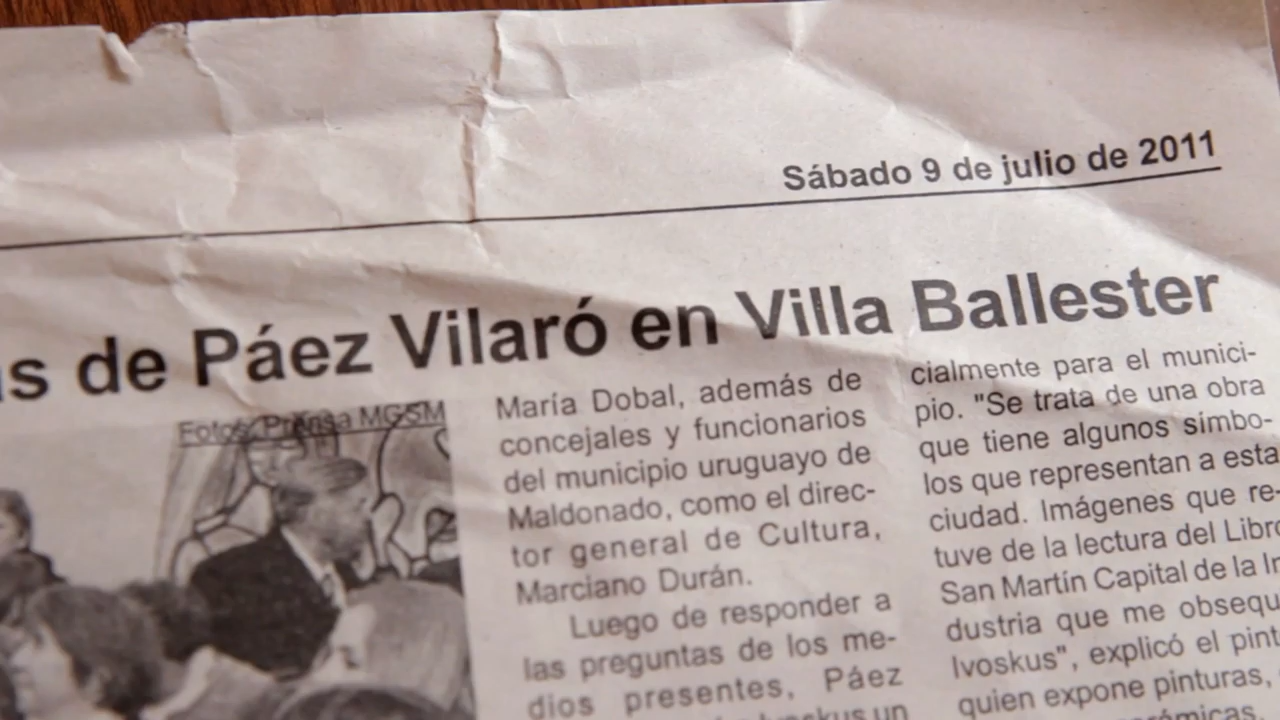 Sábado 9 de julio de 2011
de Páez Vilaró en Villa Ballester
Fotos: Prensa MGSM
María Dobal, además de
concejales y funcionarios
del municipio uruguayo de
Maldonado, como el direc-
tor general de Cultura,
Marciano Durán.
Luego de responder a
las preguntas de los me-
dios presentes, Páez
Ivoskus un
cialmente para el munici-
pio. "Se trata de una obra
que tiene algunos símbo-
los que representan a esta
ciudad. Imágenes que re-
tuve de la lectura del Libro
San Martín Capital de la In
dustria que me obsequ
Ivoskus", explicó el pint
quien expone pinturas,